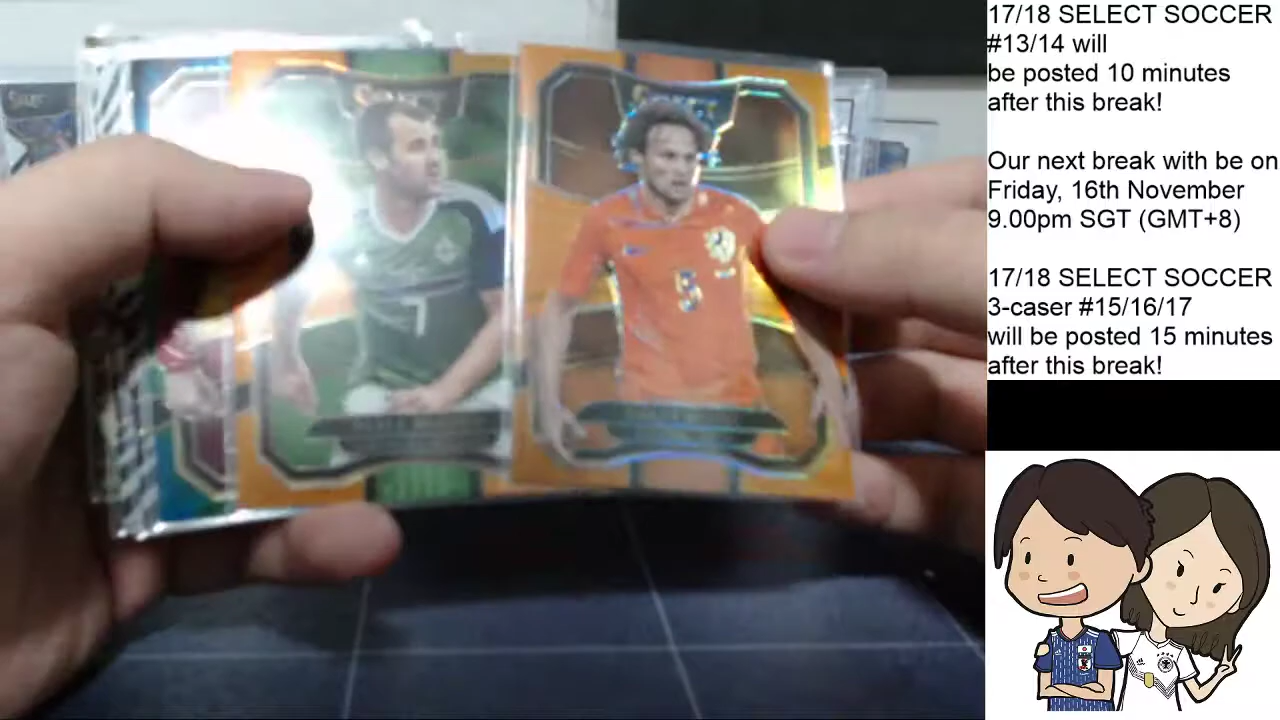 17/18 SELECT SOCCER
#13/14 will
be posted 10 minutes
after this break!
Our next break with be on
Friday, 16th November
9.00pm SGT (GMT+8)
17/18 SELECT SOCCER
3-caser #15/16/17
will be posted 15 minutes
after this break!
7
5